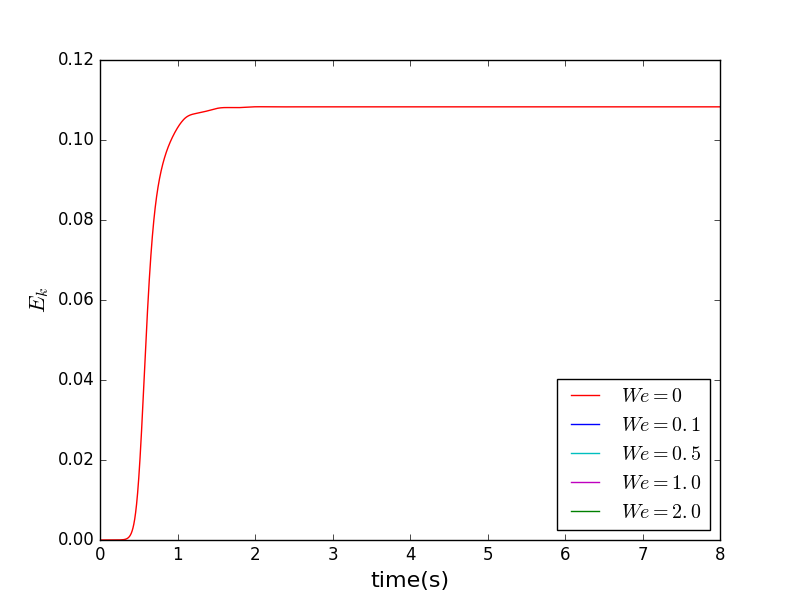 0.12
0.10
0.08
0.06
0.04
0.02
0.00
E_k
0 1 2 3 4 5 6 7 8
time(s)
We = 0
We = 0.1
We = 0.5
We = 1.0
We = 2.0